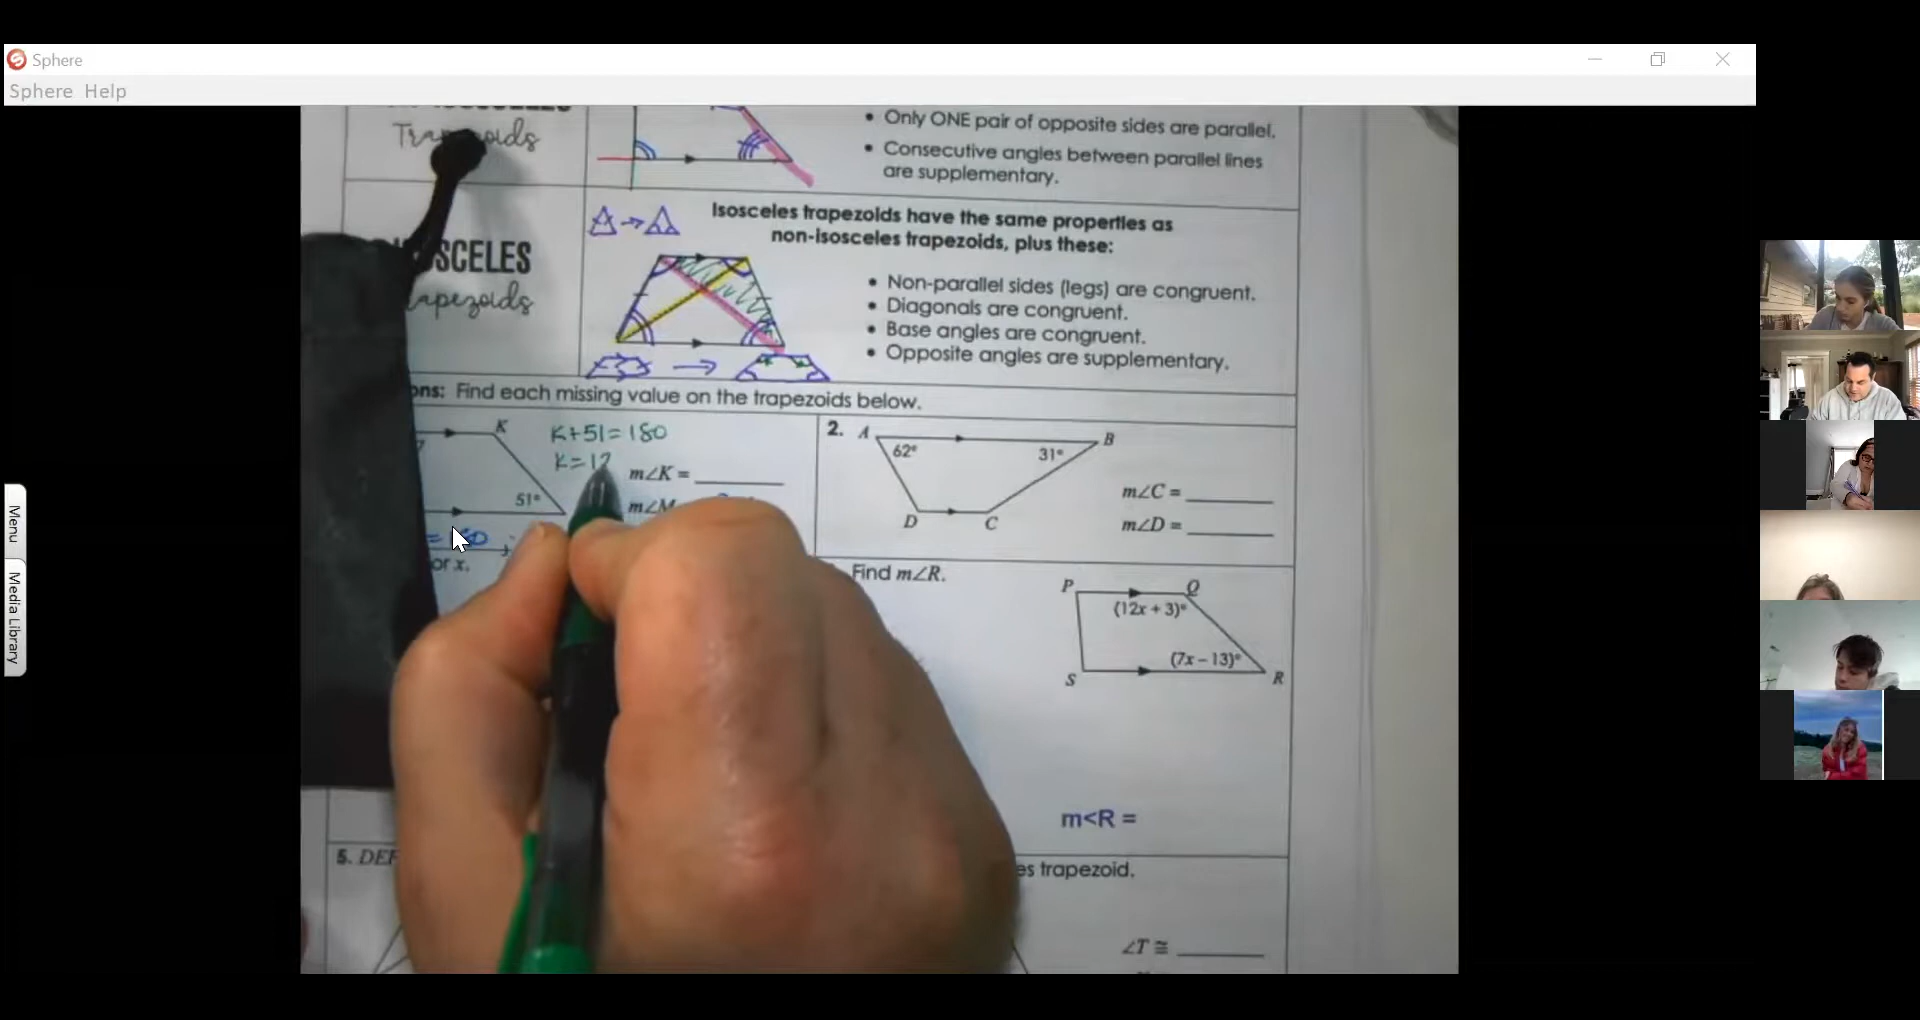 Sphere
Sphere Help
Menu
Media Library
Only ONE pair of opposite sides are parallel.
Consecutive angles between parallel lines
are supplementary.
Isosceles trapezoids have the same properties as
non-isosceles trapezoids, plus these:
Non-parallel sides (legs) are congruent.
Diagonals are congruent.
Base angles are congruent.
Opposite angles are supplementary.
Find each missing value on the trapezoids below.
K
K+51=180
K=12
51°
m∠K =
m∠M
or x.
2. A
62°
31°
B
D
C
m∠C =
m∠D =
Find m∠R.
P
Q
(12x + 3)°
(7x – 13)°
S
R
m<R =
5. DEF
trapezoid.
∠T ≅